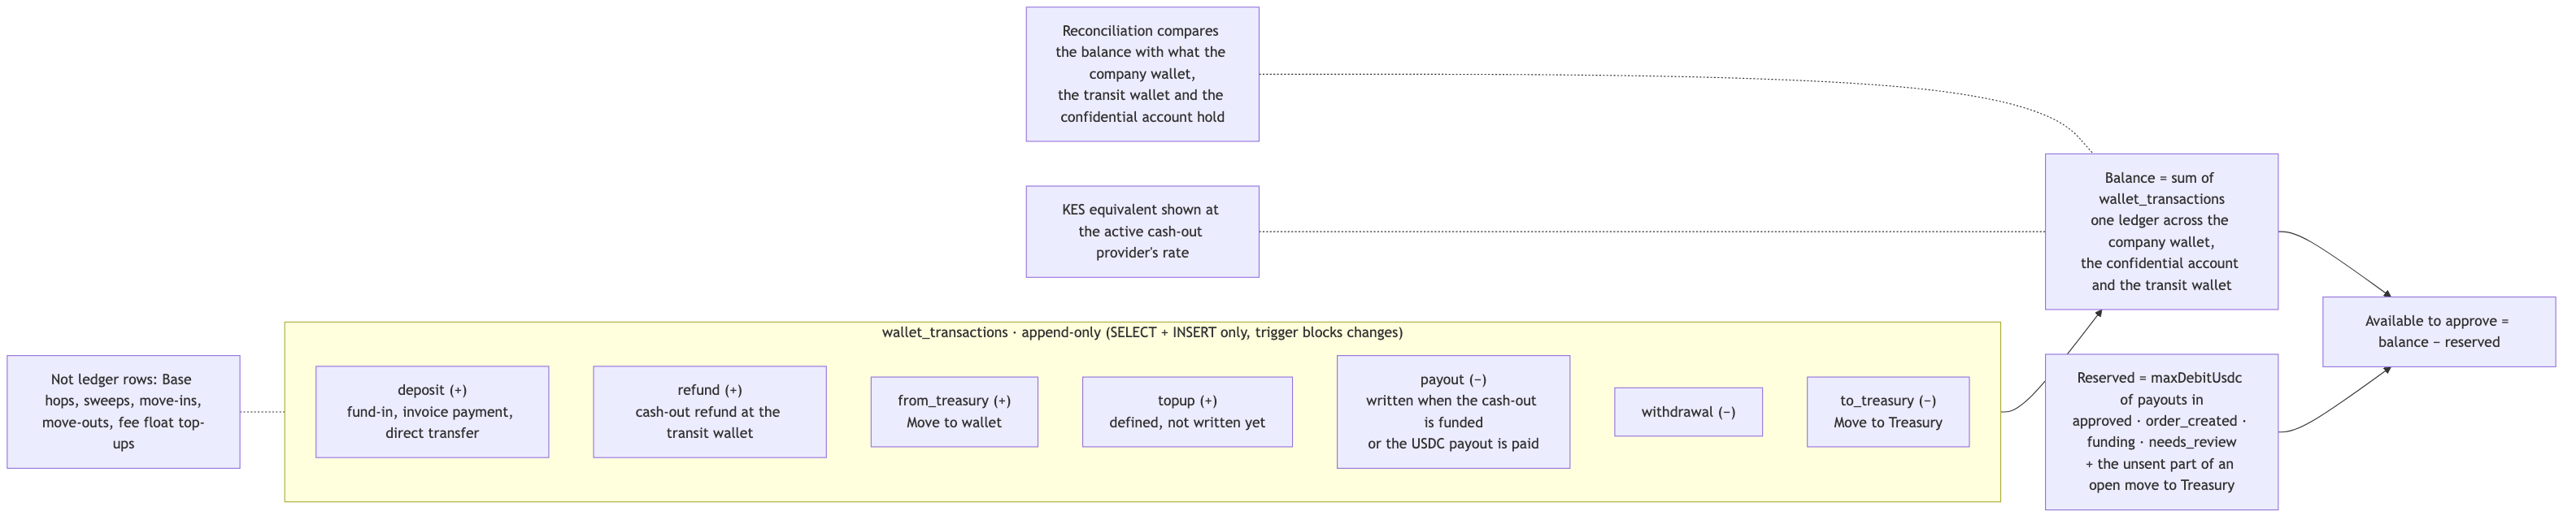 Reconciliation compares
the balance with what the
company wallet,
the transit wallet and the
confidential account hold
KES equivalent shown at
the active cash-out
provider's rate
Balance = sum of
wallet_transactions
one ledger across the
company wallet,
the confidential account
and the transit wallet
Available to approve =
balance − reserved
Reserved = maxDebitUsdc
of payouts in
approved · order_created ·
funding · needs_review
+ the unsent part of an
open move to Treasury
wallet_transactions · append-only (SELECT + INSERT only, trigger blocks changes)
Not ledger rows: Base
hops, sweeps, move-ins,
move-outs, fee float top-
ups
deposit (+)
fund-in, invoice payment,
direct transfer
refund (+)
cash-out refund at the
transit wallet
from_treasury (+)
Move to wallet
topup (+)
defined, not written yet
payout (−)
written when the cash-out
is funded
or the USDC payout is paid
withdrawal (−)
to_treasury (−)
Move to Treasury